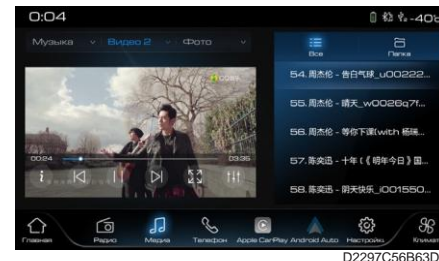 0:04
-40
Музыка
Видео 2
Фото
Все
Папка
54. 周杰伦 - 告白气球_u00222...
55. 周杰伦 - 晴天_w0026q7f...
56. 周杰伦 - 等你下课(with 杨瑞...
57. 陈奕迅 - 十年 (《明年今日》国...
58. 陈奕迅 - 阴天快乐_i001550...
00:24
03:35
Главная
Радио
Медиа
Телефон
Apple CarPlay
Android Auto
Настройки
Климат
D2297C56B63D